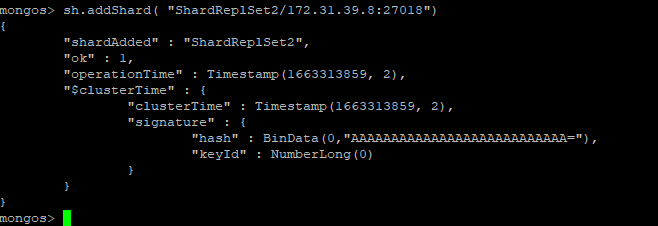 mongos> sh.addShard( "ShardReplSet2/172.31.39.8:27018")
{
        "shardAdded" : "ShardReplSet2",
        "ok" : 1,
        "operationTime" : Timestamp(1663313859, 2),
        "$clusterTime" : {
                "clusterTime" : Timestamp(1663313859, 2),
                "signature" : {
                        "hash" : BinData(0,"AAAAAAAAAAAAAAAAAAAAAAAAAAA="),
                        "keyId" : NumberLong(0)
                }
        }
}
mongos>